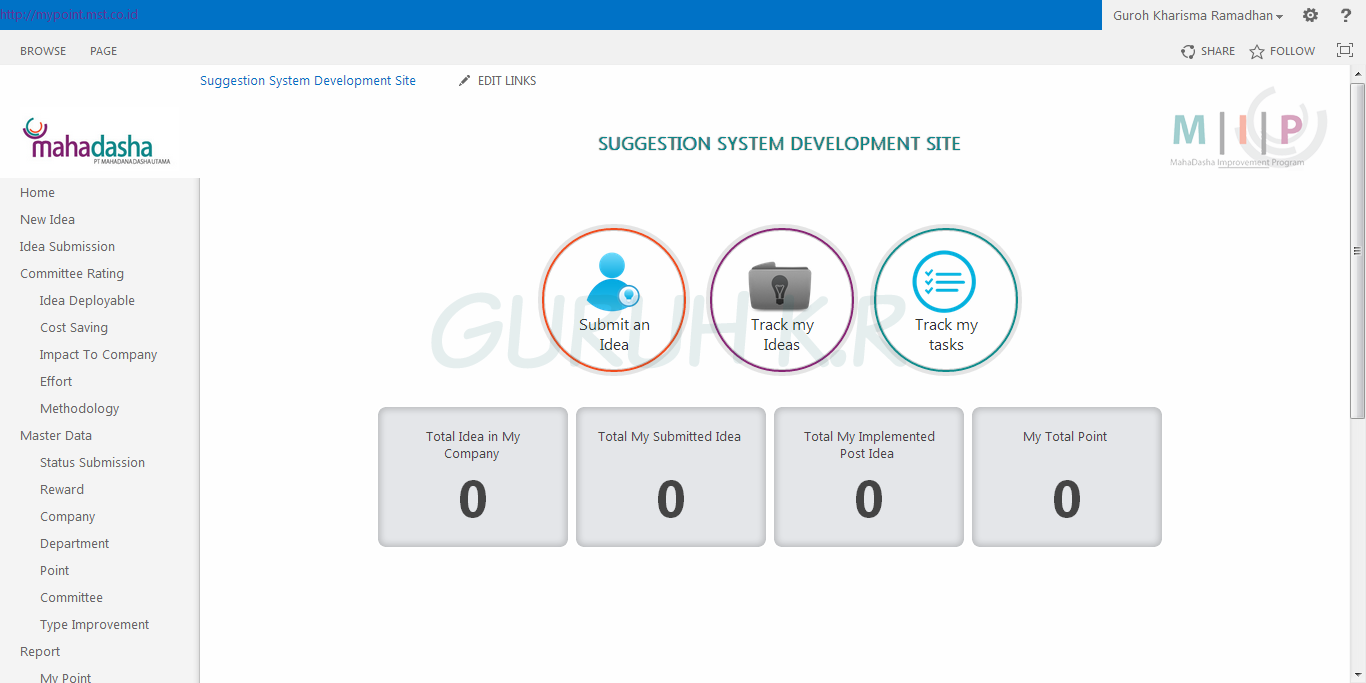 http://mypoint.mst.co.id
Guroh Kharisma Ramadhan
?
BROWSE PAGE
SHARE FOLLOW
Suggestion System Development Site
EDIT LINKS
mahadasha
PT MAHADANA DASHA UTAMA
SUGGESTION SYSTEM DEVELOPMENT SITE
M|I|P
MahaDasha Improvement Program
Home
New Idea
Idea Submission
Committee Rating
Idea Deployable
Cost Saving
Impact To Company
Effort
Methodology
Master Data
Status Submission
Reward
Company
Department
Point
Committee
Type Improvement
Report
My Point
Submit an
Idea
Track my
Ideas
Track my
tasks
GURUH K.R
Total Idea in My
Company
0
Total My Submitted Idea
0
Total My Implemented
Post Idea
0
My Total Point
0